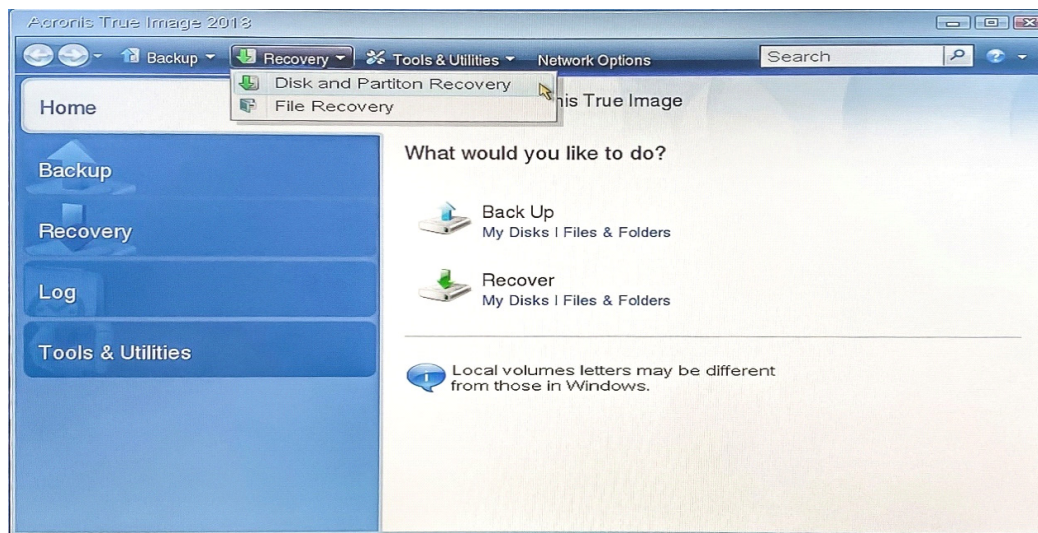 Acronis True Image 2018
Backup Recovery Tools & Utilities Network Options Search
Disk and Partiton Recovery
File Recovery
Home
is True Image
What would you like to do?
Backup
Recovery
Log
Tools & Utilities
Back Up
My Disks | Files & Folders
Recover
My Disks | Files & Folders
Local volumes letters may be different
from those in Windows.